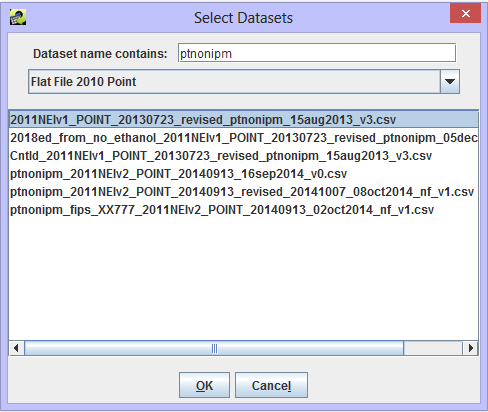 Select Datasets
Dataset name contains: ptnonipm
Flat File 2010 Point
2011NEIv1_POINT_20130723_revised_ptnonipm_15aug2013_v3.csv
2018ed_from_no_ethanol_2011NEIv1_POINT_20130723_revised_ptnonipm_05dec
Cntld_2011NEIv1_POINT_20130723_revised_ptnonipm_15aug2013_v3.csv
ptnonipm_2011NEIv2_POINT_20140913_16sep2014_v0.csv
ptnonipm_2011NEIv2_POINT_20140913_revised_20141007_08oct2014_nf_v1.csv
ptnonipm_fips_XX777_2011NEIv2_POINT_20140913_02oct2014_nf_v1.csv
OK Cancel